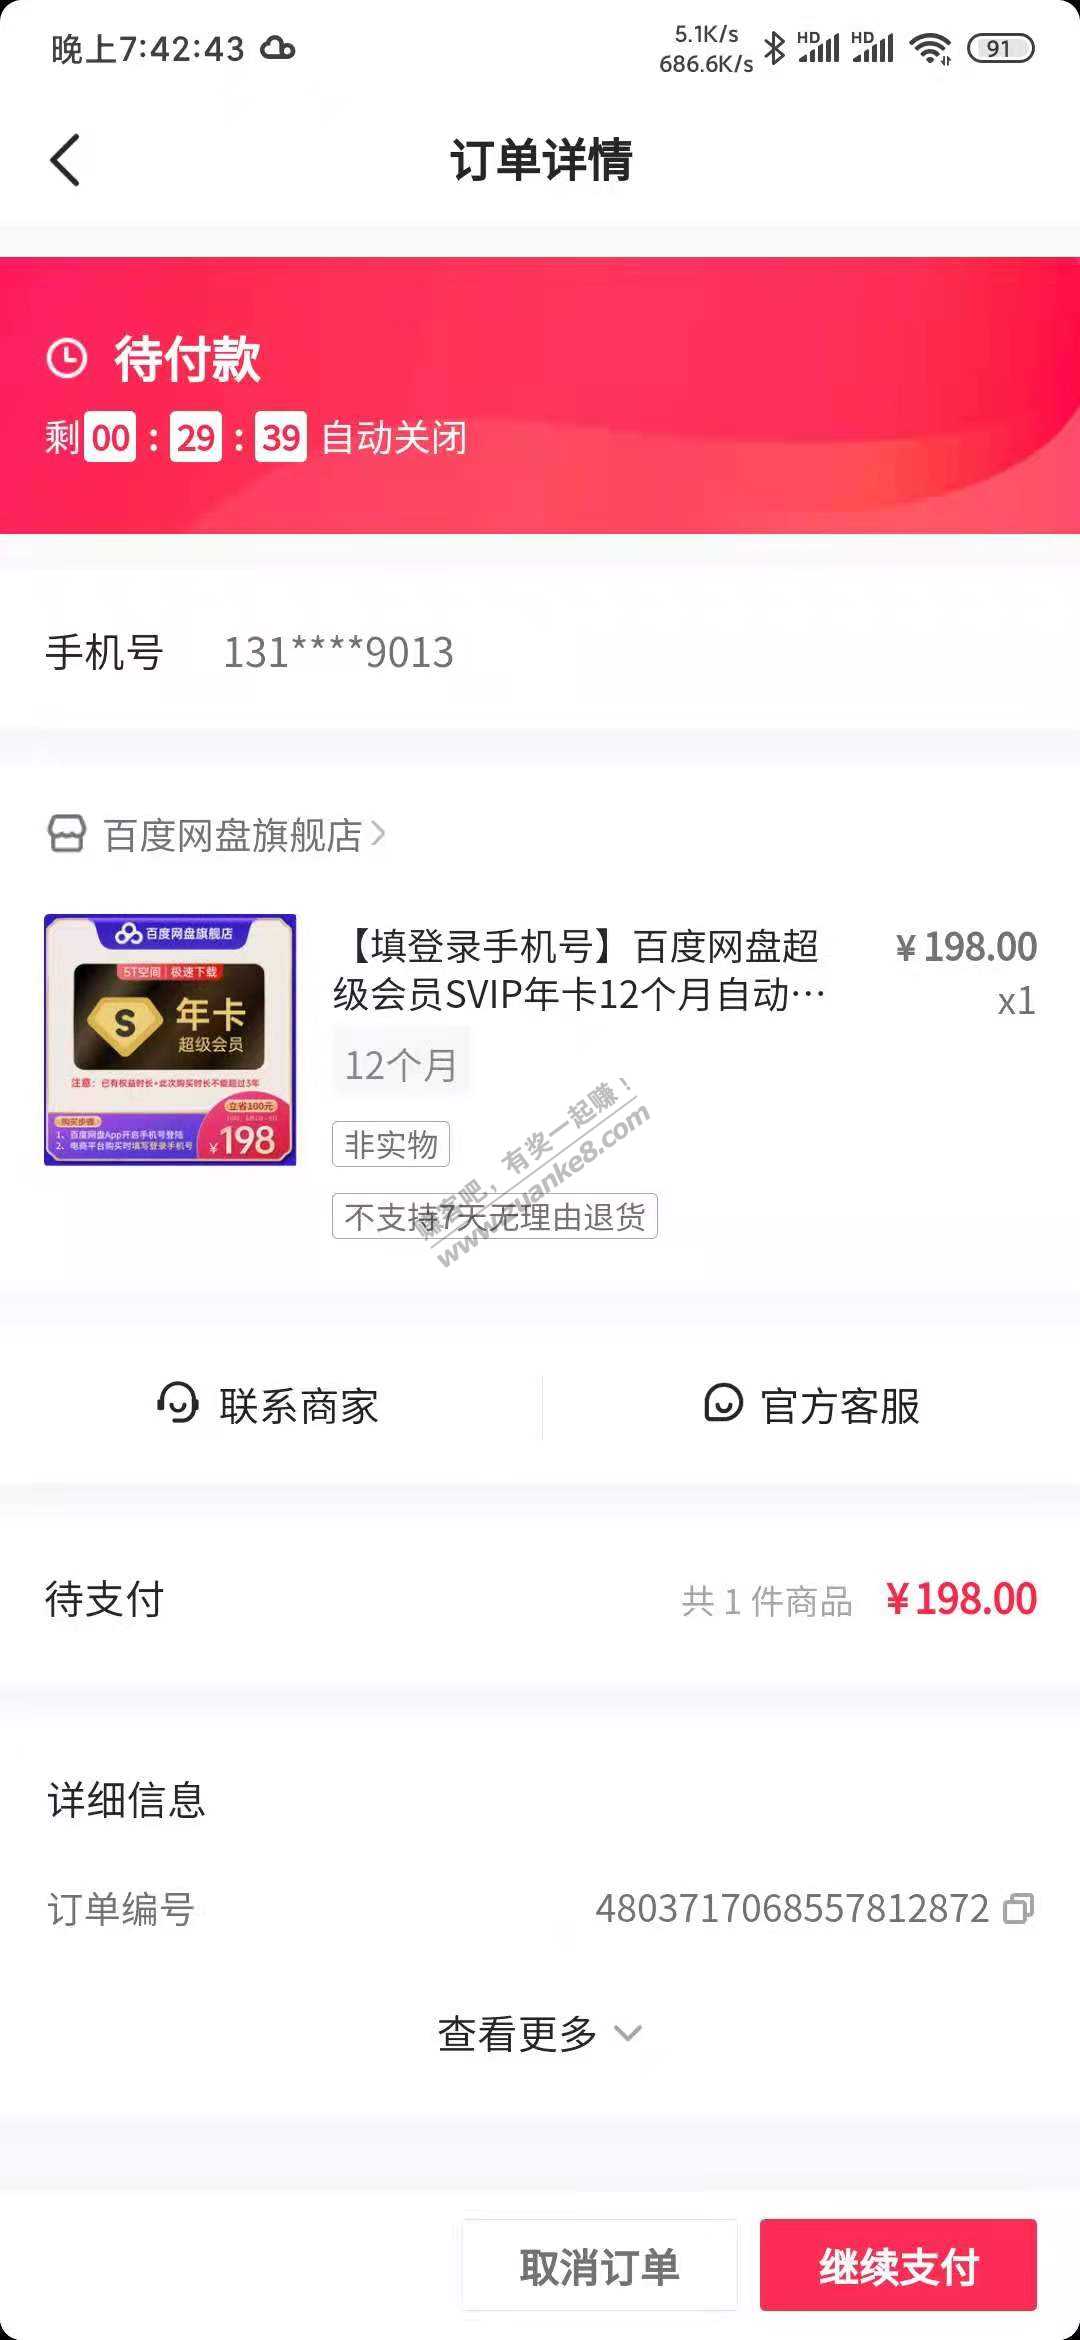 晚上7:42:43
5.1K/s
686.6K/s
HD
HD
91
订单详情
待付款
剩00:29:39 自动关闭
手机号 131****9013
百度网盘旗舰店
百度网盘旗舰店
5T空间 极速下载
S
年卡
超级会员
注意：已有权益时长+此次购买时长不能超过3年
立省100元
购买步骤
1、百度网盘App开启手机号登陆
2、电商平台购买时填写登录手机号
¥198
【填登录手机号】百度网盘超
级会员SVIP年卡12个月自动…
¥198.00
x1
12个月
非实物
不支持7天无理由退货
赚客吧，有奖一起赚！
www.zuanke8.com
联系商家
官方客服
待支付
共 1 件商品 ¥198.00
详细信息
订单编号
4803717068557812872
查看更多
取消订单
继续支付